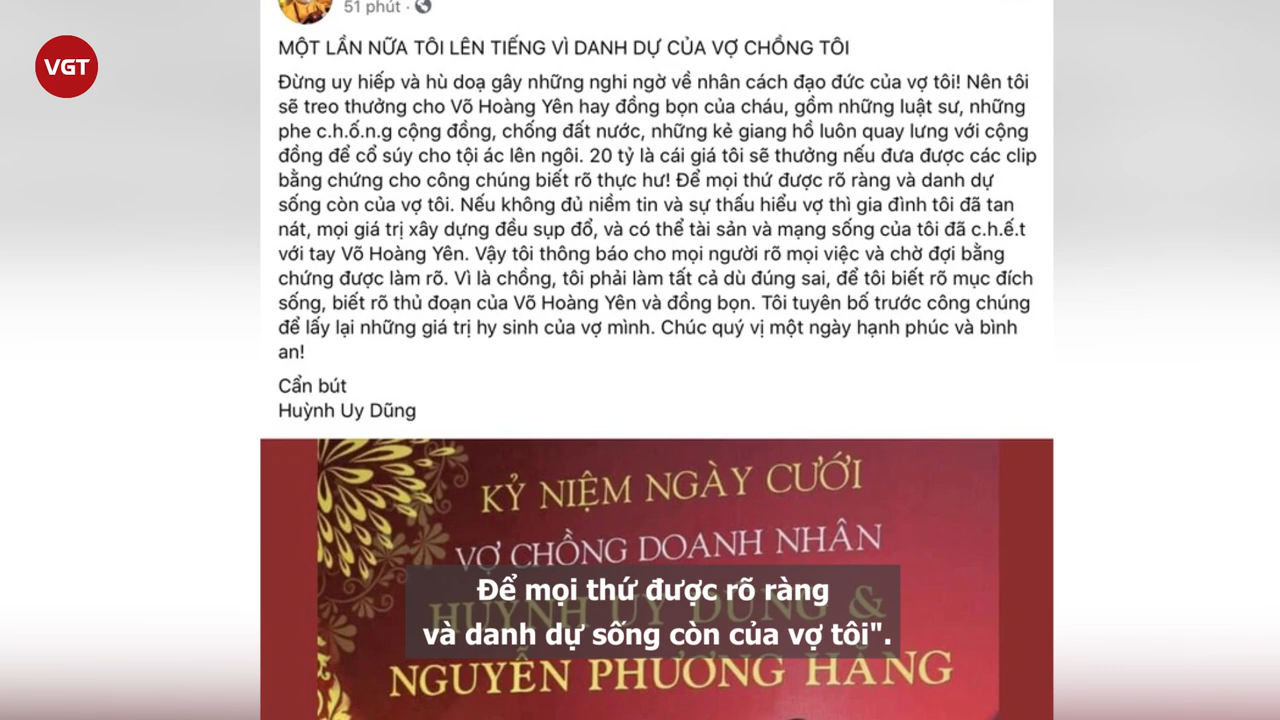 VGT
51 phút ·
MỘT LẦN NỮA TÔI LÊN TIẾNG VÌ DANH DỰ CỦA VỢ CHỒNG TÔI
Đừng uy hiếp và hù doạ gây những nghi ngờ về nhân cách đạo đức của vợ tôi! Nên tôi
sẽ treo thưởng cho Võ Hoàng Yên hay đồng bọn của cháu, gồm những luật sư, những
phe c.h.ố.n.g cộng đồng, chống đất nước, những kẻ giang hồ luôn quay lưng với cộng
đồng để cổ súy cho tội ác lên ngôi. 20 tỷ là cái giá tôi sẽ thưởng nếu đưa được các clip
bằng chứng cho công chúng biết rõ thực hư! Để mọi thứ được rõ ràng và danh dự
sống còn của vợ tôi. Nếu không đủ niềm tin và sự thấu hiểu vợ thì gia đình tôi đã tan
nát, mọi giá trị xây dựng đều sụp đổ, và có thể tài sản và mạng sống của tôi đã c.h.ế.t
với tay Võ Hoàng Yên. Vậy tôi thông báo cho mọi người rõ mọi việc và chờ đợi bằng
chứng được làm rõ. Vì là chồng, tôi phải làm tất cả dù đúng sai, để tôi biết rõ mục đích
sống, biết rõ thủ đoạn của Võ Hoàng Yên và đồng bọn. Tôi tuyên bố trước công chúng
để lấy lại những giá trị hy sinh của vợ mình. Chúc quý vị một ngày hạnh phúc và bình
an!
Cẩn bút
Huỳnh Uy Dũng
KỶ NIỆM NGÀY CƯỚI
VỢ CHỒNG DOANH NHÂN
HUỲNH UY DŨNG &
Để mọi thứ được rõ ràng
và danh dự sống còn của vợ tôi".
NGUYỄN PHƯƠNG HẰNG